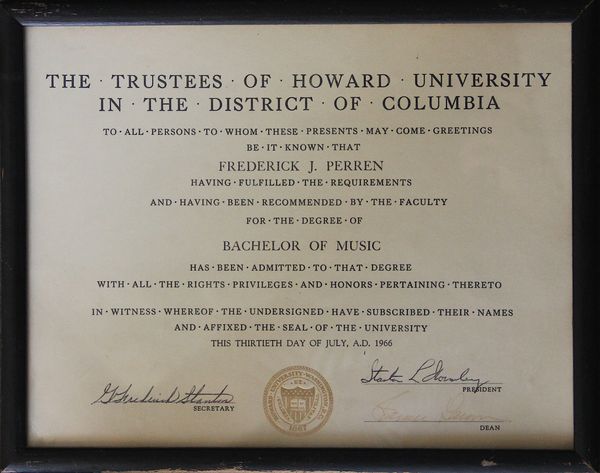 THE · TRUSTEES · OF · HOWARD · UNIVERSITY
IN · THE · DISTRICT · OF · COLUMBIA
TO · ALL · PERSONS · TO · WHOM · THESE · PRESENTS · MAY · COME · GREETINGS
BE · IT · KNOWN · THAT
FREDERICK J. PERREN
HAVING · FULFILLED · THE · REQUIREMENTS
AND · HAVING · BEEN · RECOMMENDED · BY · THE · FACULTY
FOR · THE · DEGREE · OF
BACHELOR OF MUSIC
HAS · BEEN · ADMITTED · TO · THAT · DEGREE
WITH · ALL · THE · RIGHTS · PRIVILEGES · AND · HONORS · PERTAINING · THERETO
IN · WITNESS · WHEREOF · THE · UNDERSIGNED · HAVE · SUBSCRIBED · THEIR · NAMES
AND · AFFIXED · THE · SEAL · OF · THE · UNIVERSITY
THIS THIRTIETH DAY OF JULY, A.D. 1966
G. Frederick Stanton
SECRETARY
1867
PRESIDENT
DEAN